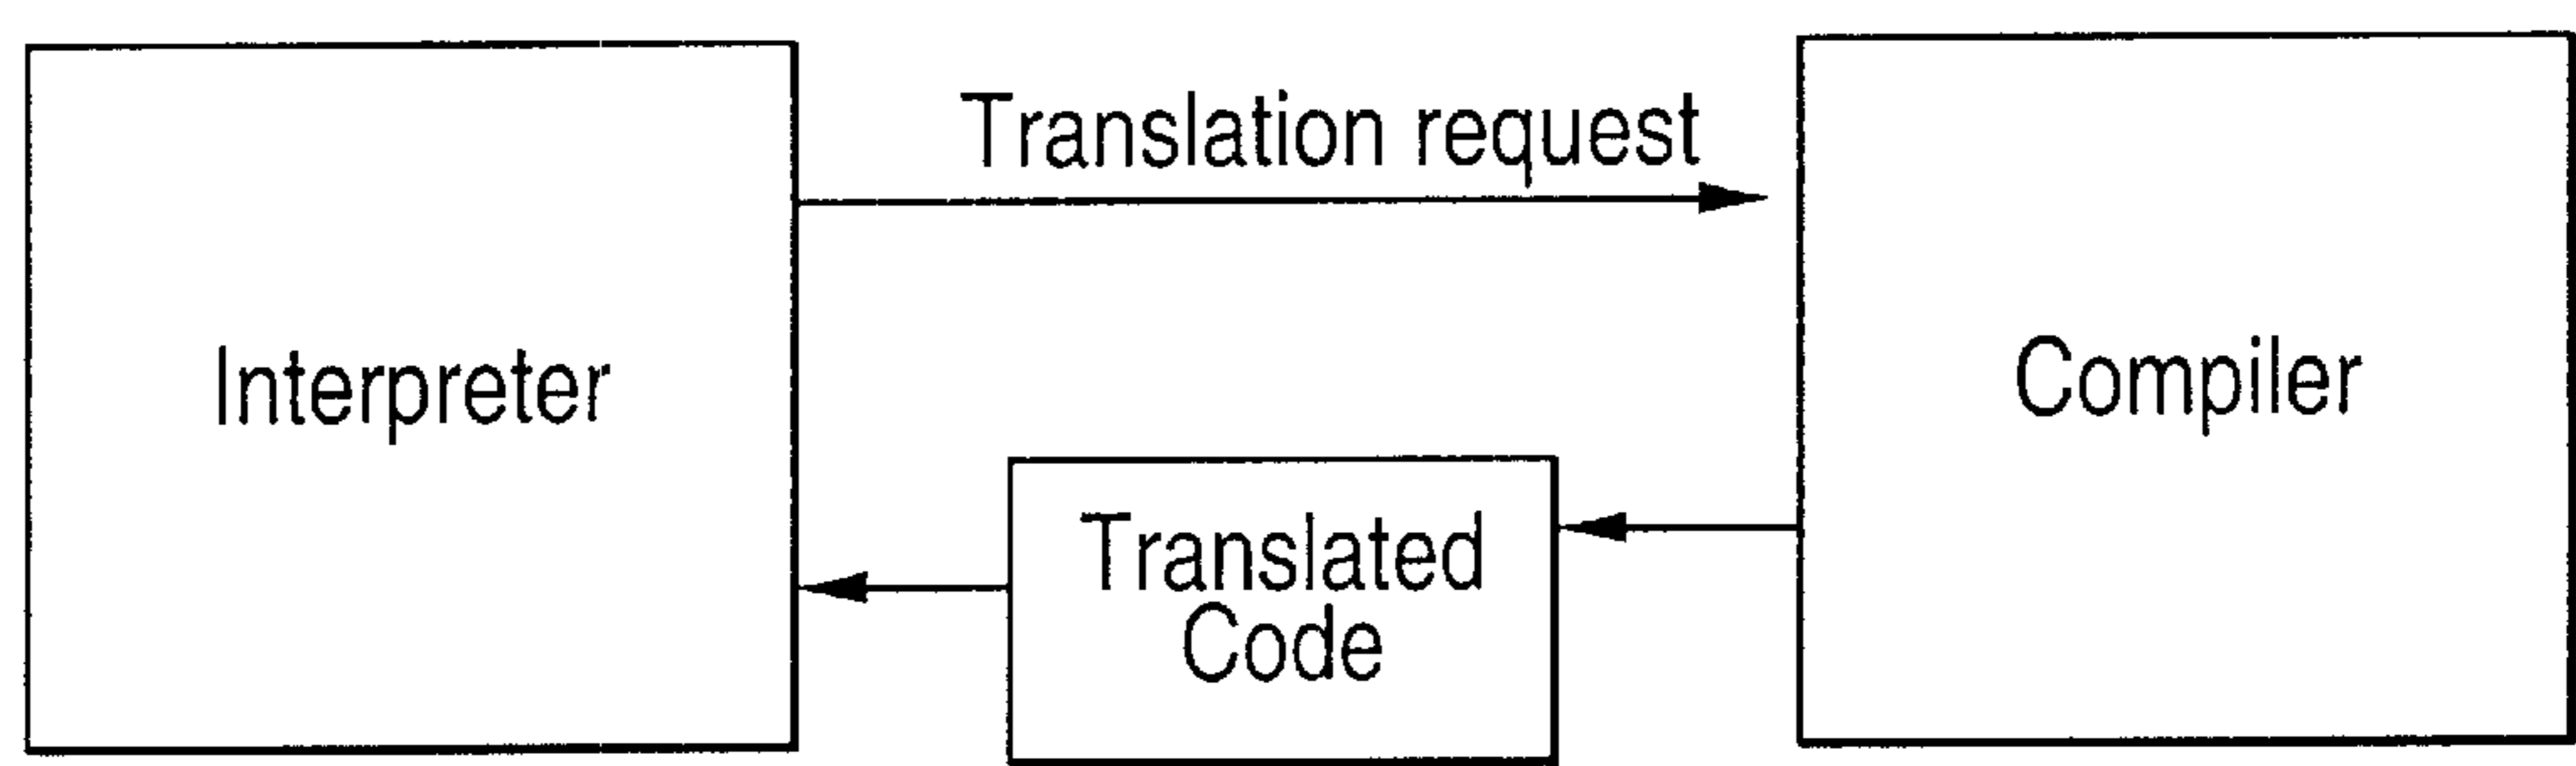 Translation request
Interpreter
Compiler
Translated
Code